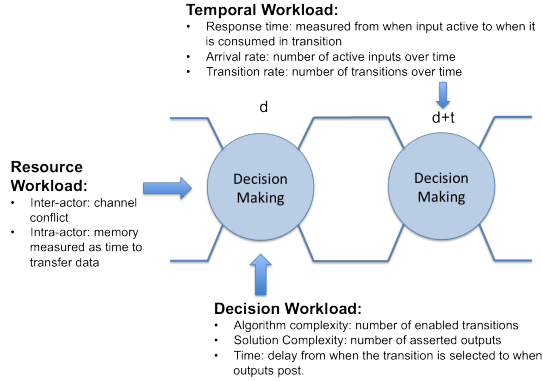 Temporal Workload:
• Response time: measured from when input active to when it
is consumed in transition
• Arrival rate: number of active inputs over time
• Transition rate: number of transitions over time
d
d+t
Decision
Making
Decision
Making
Resource
Workload:
• Inter-actor: channel
conflict
• Intra-actor: memory
measured as time to
transfer data
Decision Workload:
• Algorithm complexity: number of enabled transitions
• Solution Complexity: number of asserted outputs
• Time: delay from when the transition is selected to when
outputs post.